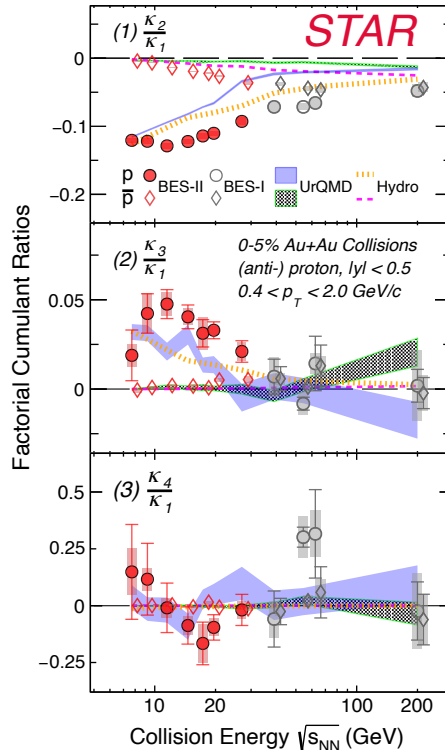 (1) κ2/κ1 STAR
0
−0.1
p BES-II BES-I UrQMD Hydro
p̅
−0.2
(2) κ3/κ1 0-5% Au+Au Collisions
(anti-) proton, |y| < 0.5
0.4 < pT < 2.0 GeV/c
0.05
0
(3) κ4/κ1
0.5
0.25
0
−0.25
10 20 100 200
Collision Energy √sNN (GeV)
Factorial Cumulant Ratios